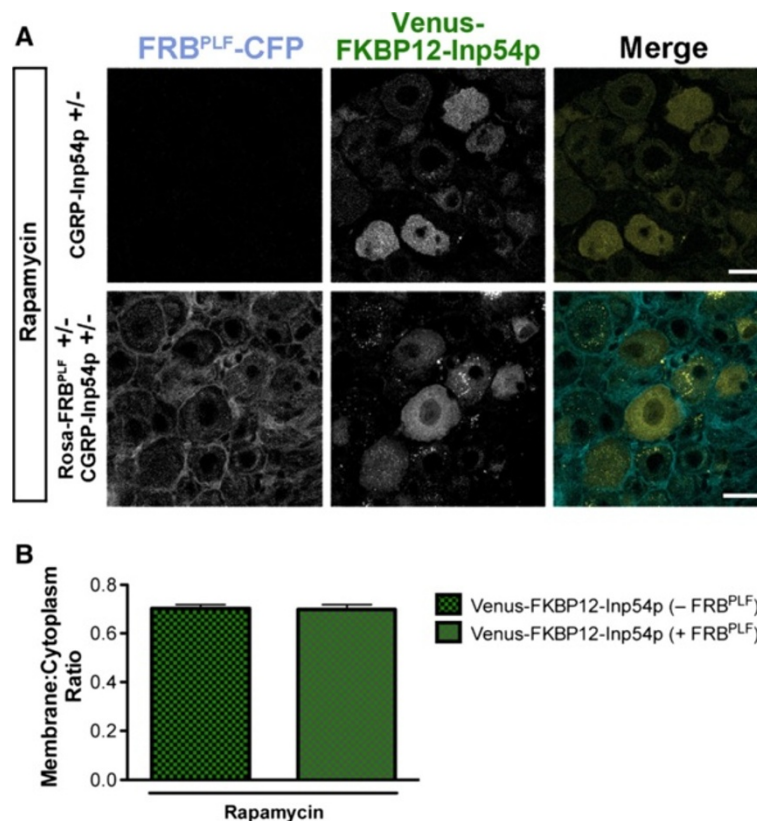 A
FRBᴾᴸᶠ-CFP
Venus-
FKBP12-Inp54p
Merge
Rapamycin
CGRP-Inp54p +/-
Rosa-FRBᴾᴸᶠ +/-
CGRP-Inp54p +/-
B
Membrane:Cytoplasm
Ratio
0.8
0.6
0.4
0.2
0.0
Rapamycin
Venus-FKBP12-Inp54p (– FRBᴾᴸᶠ)
Venus-FKBP12-Inp54p (+ FRBᴾᴸᶠ)